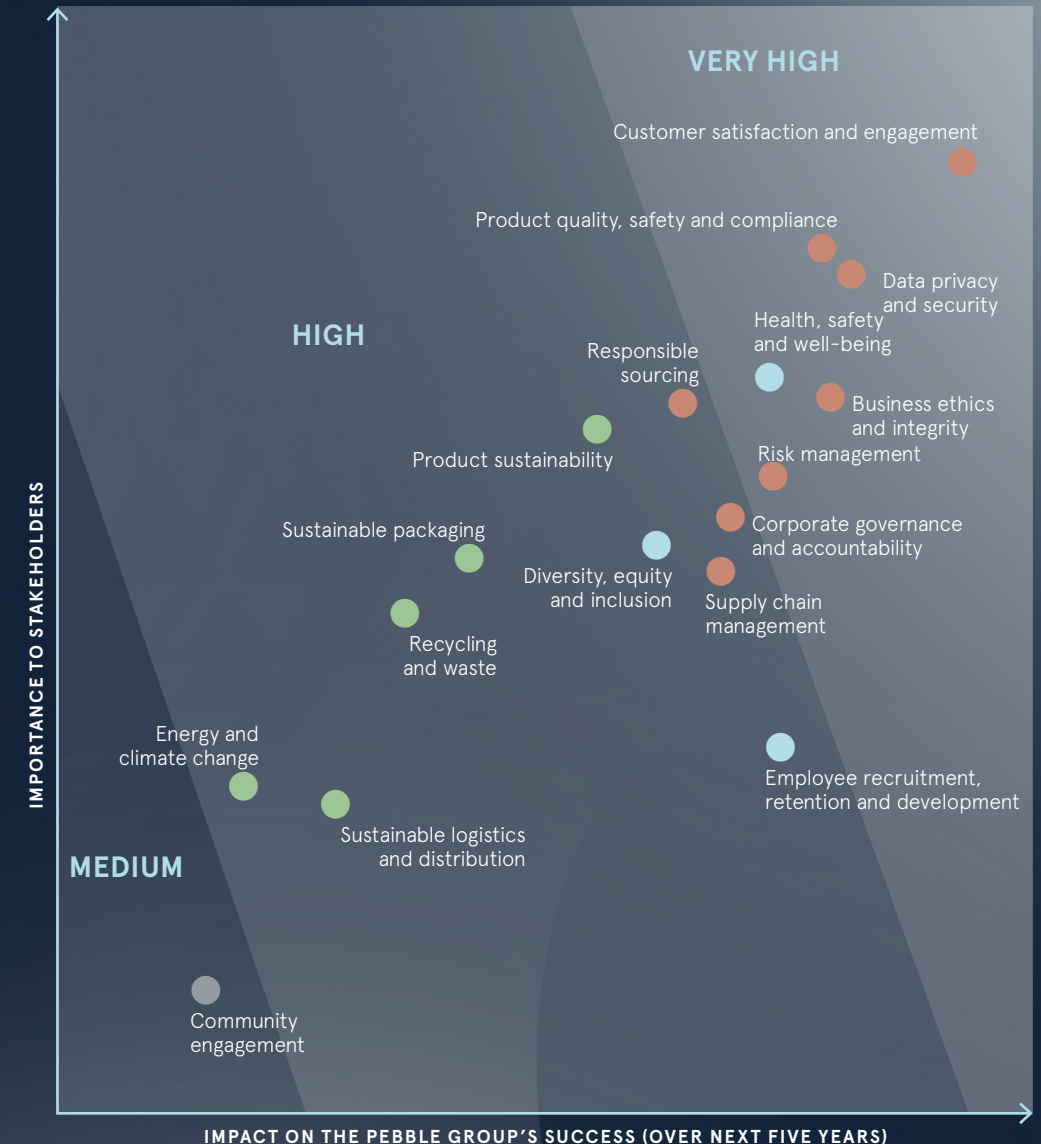 VERY HIGH
Customer satisfaction and engagement
Product quality, safety and compliance
Data privacy
and security
Health, safety
and well-being
HIGH
Responsible
sourcing
Business ethics
and integrity
Product sustainability
Risk management
Sustainable packaging
Corporate governance
and accountability
Diversity, equity
and inclusion
Supply chain
management
Recycling
and waste
Energy and
climate change
Employee recruitment,
retention and development
Sustainable logistics
and distribution
MEDIUM
Community
engagement
IMPORTANCE TO STAKEHOLDERS
IMPACT ON THE PEBBLE GROUP’S SUCCESS (OVER NEXT FIVE YEARS)